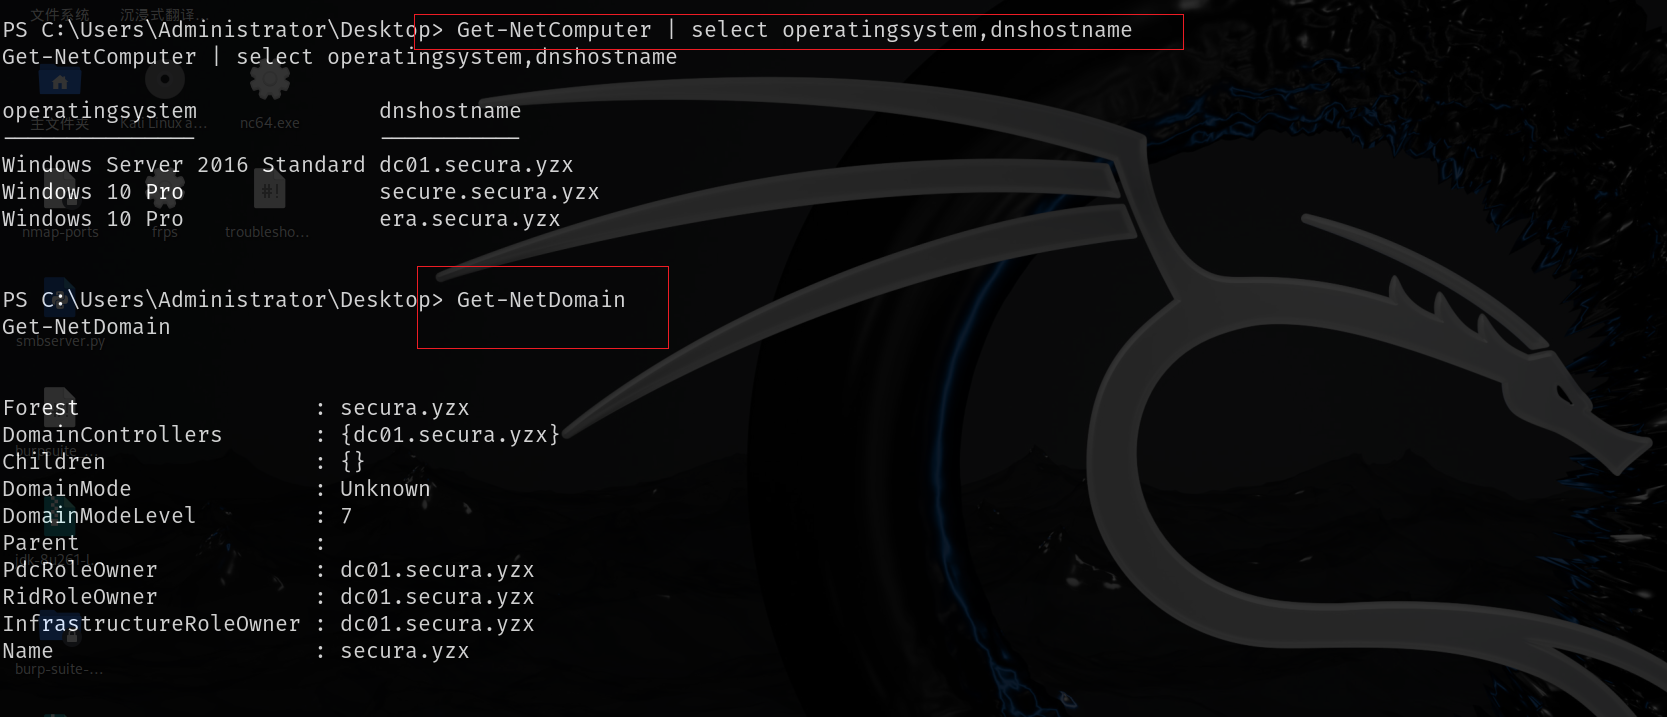 文件系统 沉浸式翻译...
PS C:\Users\Administrator\Desktop> Get-NetComputer | select operatingsystem,dnshostname
Get-NetComputer | select operatingsystem,dnshostname
operatingsystem dnshostname
主文件夹 Kali Linux a... nc64.exe
--------------- -----------
Windows Server 2016 Standard dc01.secura.yzx
Windows 10 Pro secure.secura.yzx
#!
Windows 10 Pro era.secura.yzx
nmap-ports frps troublesho...
PS C:\Users\Administrator\Desktop> Get-NetDomain
Get-NetDomain
smbserver.py
Forest : secura.yzx
DomainControllers : {dc01.secura.yzx}
burpsuite_...
Children : {}
DomainMode : Unknown
DomainModeLevel : 7
Parent :
jdk-8u261-l...
PdcRoleOwner : dc01.secura.yzx
RidRoleOwner : dc01.secura.yzx
InfrastructureRoleOwner : dc01.secura.yzx
Name : secura.yzx
burp-suite-...